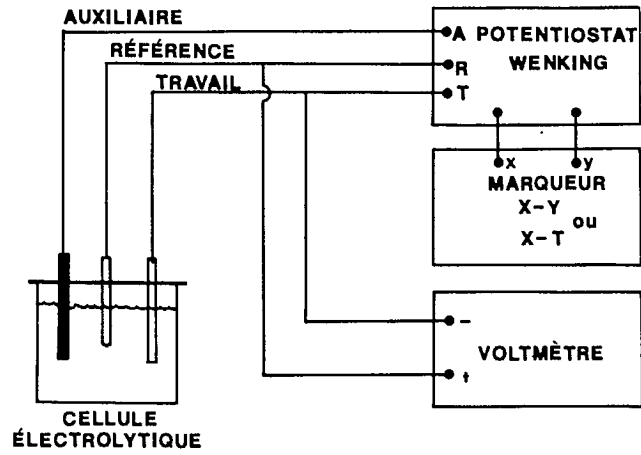 AUXILIAIRE
A POTENTIOSTAT
WENKING
RÉFÉRENCE
R
TRAVAIL
T
x
y
MARQUEUR
X-Y
ou
X-T
-
VOLTMÈTRE
+
CELLULE
ÉLECTROLYTIQUE